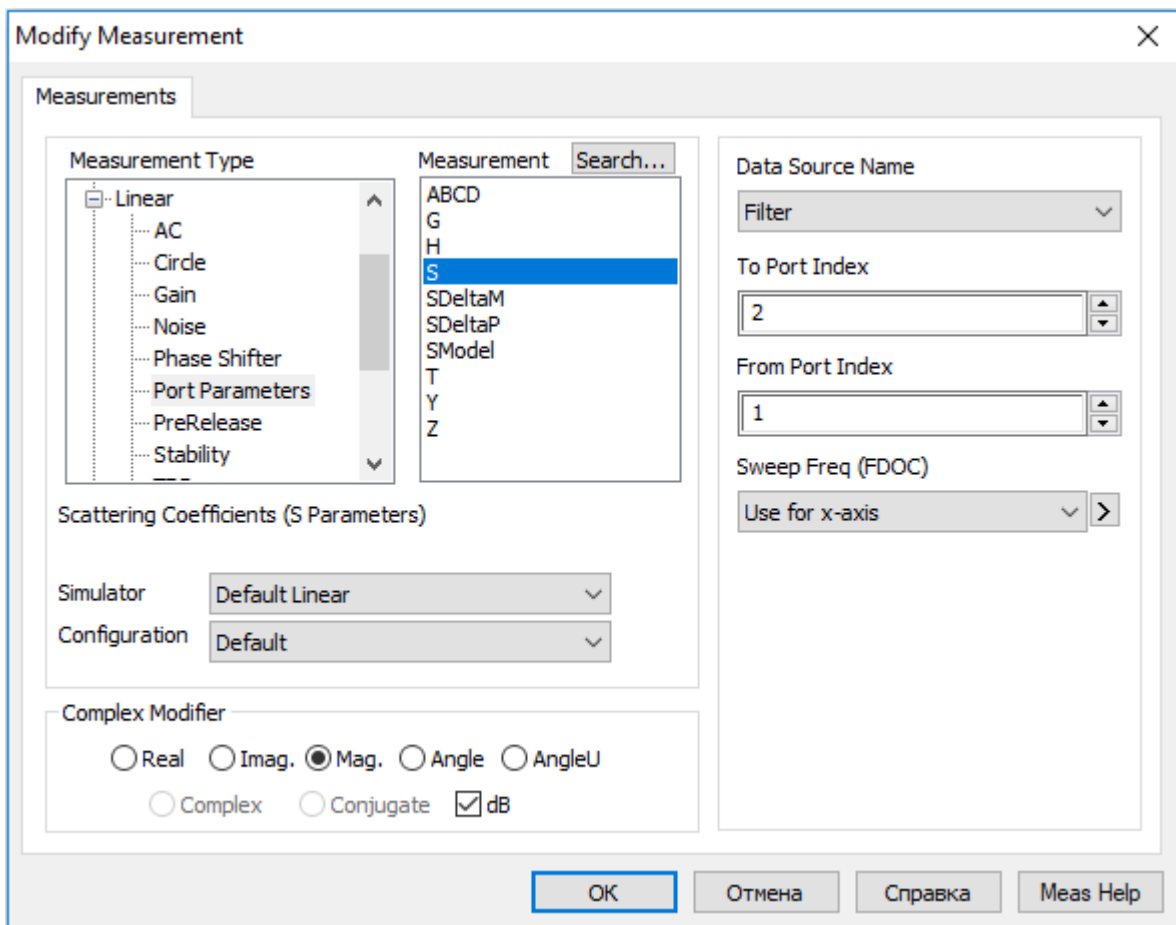 Modify Measurement
Measurements
Measurement Type
Linear
AC
Circle
Gain
Noise
Phase Shifter
Port Parameters
PreRelease
Stability
Measurement Search...
ABCD
G
H
S
SDeltaM
SDeltaP
SModel
T
Y
Z
Scattering Coefficients (S Parameters)
Simulator Default Linear
Configuration Default
Complex Modifier
Real Imag. Mag. Angle AngleU
Complex Conjugate dB
Data Source Name
Filter
To Port Index
2
From Port Index
1
Sweep Freq (FDOC)
Use for x-axis >
OK Отмена Справка Meas Help